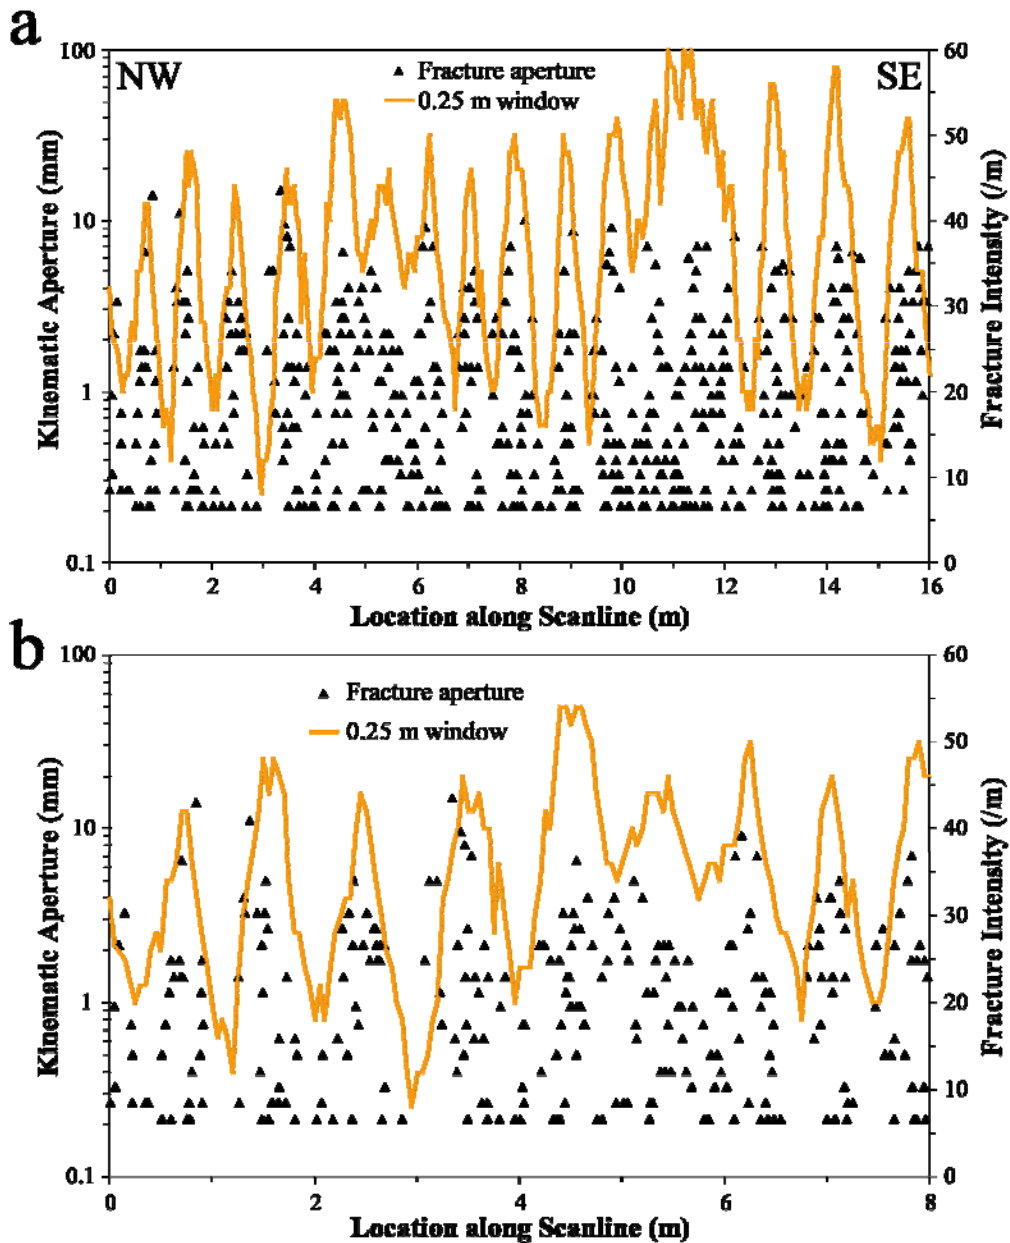 a
NW
SE
Fracture aperture
0.25 m window
Kinematic Aperture (mm)
100
10
1
0.1
Fracture Intensity (/m)
60
50
40
30
20
10
0
0 2 4 6 8 10 12 14 16
Location along Scanline (m)
b
Fracture aperture
0.25 m window
Kinematic Aperture (mm)
100
10
1
0.1
Fracture Intensity (/m)
60
50
40
30
20
10
0
0 2 4 6 8
Location along Scanline (m)